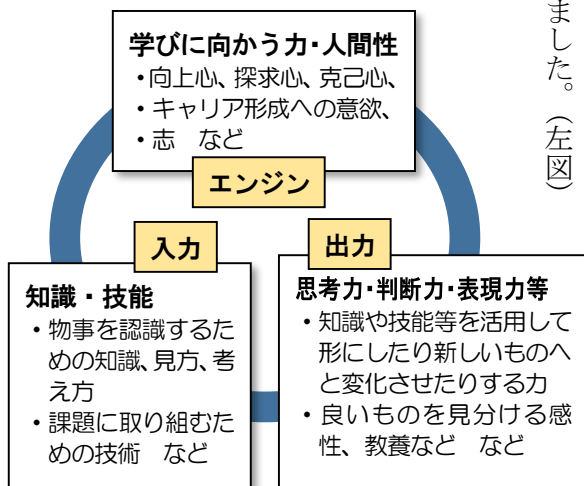 ました。（左図）
学びに向かう力・人間性
・向上心、探求心、克己心、
・キャリア形成への意欲、
・志　など
エンジン
入力
知識・技能
・物事を認識するた
めの知識、見方、考
え方
・課題に取り組むた
めの技術　など
出力
思考力・判断力・表現力等
・知識や技能等を活用して
形にしたり新しいものへ
と変化させたりする力
・良いものを見分ける感
性、教養など　など